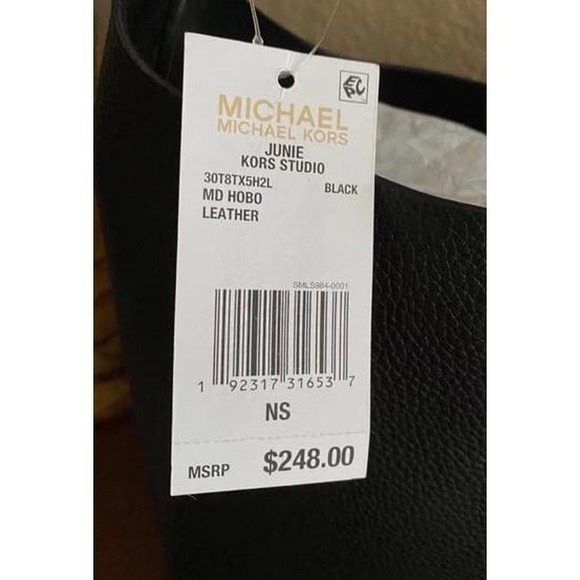 EPC
MICHAEL
MICHAEL KORS
JUNIE
KORS STUDIO
30T8TX5H2L BLACK
MD HOBO
LEATHER
SMLS984-0001
1 92317 31653 7
NS
MSRP $248.00